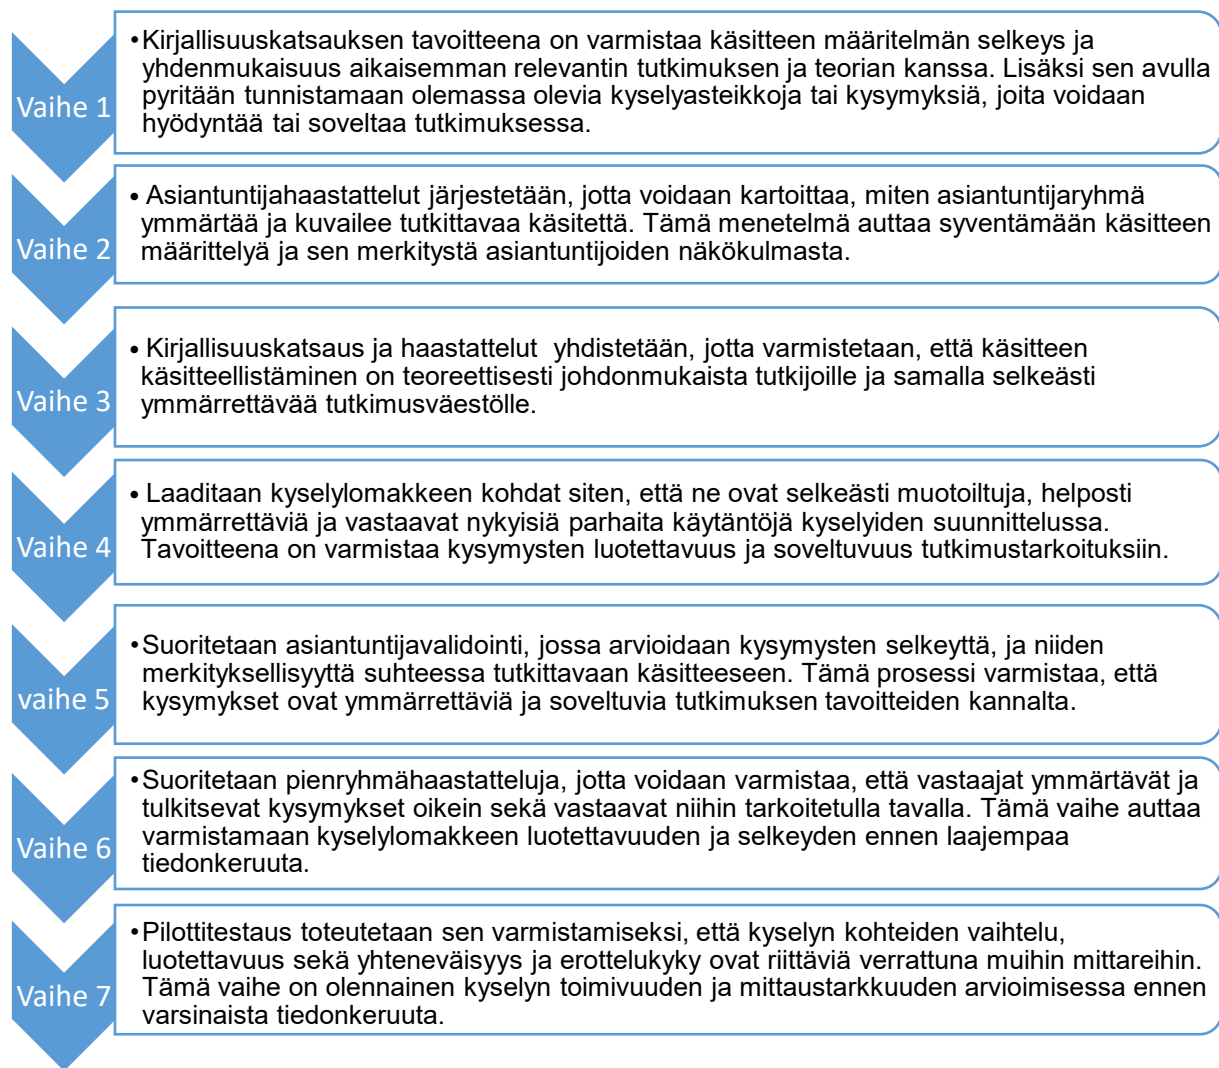 Vaihe 1
•Kirjallisuuskatsauksen tavoitteena on varmistaa käsitteen määritelmän selkeys ja
yhdenmukaisuus aikaisemman relevantin tutkimuksen ja teorian kanssa. Lisäksi sen avulla
pyritään tunnistamaan olemassa olevia kyselyasteikkoja tai kysymyksiä, joita voidaan
hyödyntää tai soveltaa tutkimuksessa.
Vaihe 2
• Asiantuntijahaastattelut järjestetään, jotta voidaan kartoittaa, miten asiantuntijaryhmä
ymmärtää ja kuvailee tutkittavaa käsitettä. Tämä menetelmä auttaa syventämään käsitteen
määrittelyä ja sen merkitystä asiantuntijoiden näkökulmasta.
Vaihe 3
• Kirjallisuuskatsaus ja haastattelut yhdistetään, jotta varmistetaan, että käsitteen
käsitteellistäminen on teoreettisesti johdonmukaista tutkijoille ja samalla selkeästi
ymmärrettävää tutkimusväestölle.
Vaihe 4
• Laaditaan kyselylomakkeen kohdat siten, että ne ovat selkeästi muotoiltuja, helposti
ymmärrettäviä ja vastaavat nykyisiä parhaita käytäntöjä kyselyiden suunnittelussa.
Tavoitteena on varmistaa kysymysten luotettavuus ja soveltuvuus tutkimustarkoituksiin.
vaihe 5
•Suoritetaan asiantuntijavalidointi, jossa arvioidaan kysymysten selkeyttä, ja niiden
merkityksellisyyttä suhteessa tutkittavaan käsitteeseen. Tämä prosessi varmistaa, että
kysymykset ovat ymmärrettäviä ja soveltuvia tutkimuksen tavoitteiden kannalta.
Vaihe 6
•Suoritetaan pienryhmähaastatteluja, jotta voidaan varmistaa, että vastaajat ymmärtävät ja
tulkitsevat kysymykset oikein sekä vastaavat niihin tarkoitetulla tavalla. Tämä vaihe auttaa
varmistamaan kyselylomakkeen luotettavuuden ja selkeyden ennen laajempaa
tiedonkeruuta.
Vaihe 7
•Pilottitestaus toteutetaan sen varmistamiseksi, että kyselyn kohteiden vaihtelu,
luotettavuus sekä yhteneväisyys ja erottelukyky ovat riittäviä verrattuna muihin mittareihin.
Tämä vaihe on olennainen kyselyn toimivuuden ja mittaustarkkuuden arvioimisessa ennen
varsinaista tiedonkeruuta.